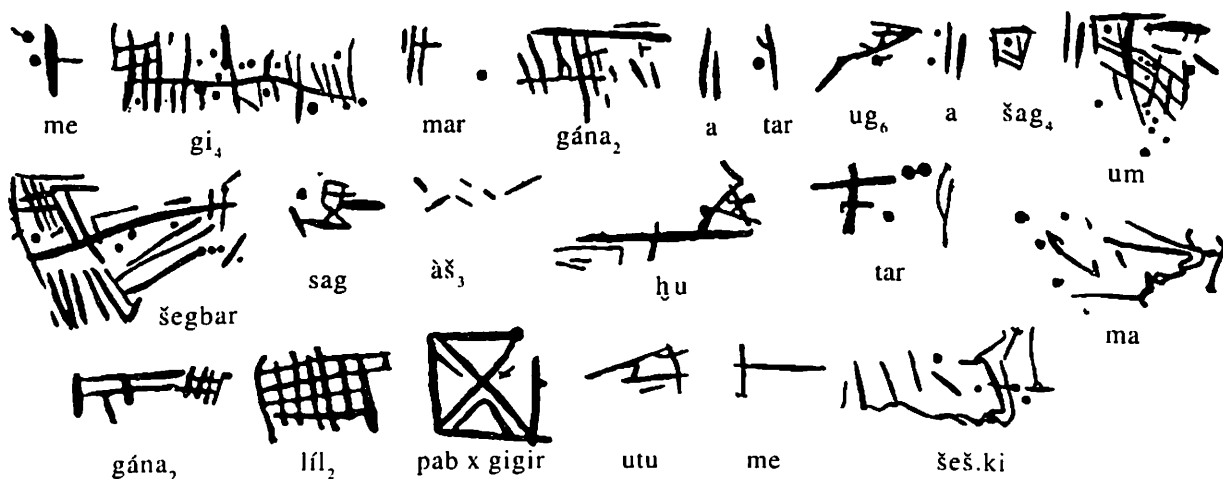 me gi₄ mar gána₂ a tar ug₆ a šag₄ um
šegbar sag àš₃ ḫu tar ma
gána₂ líl₂ pab x gigir utu me šeš.ki